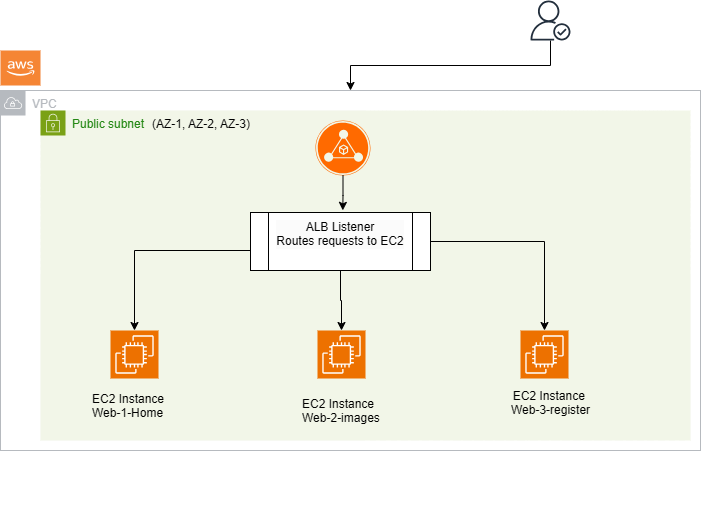 aws
VPC
Public subnet (AZ-1, AZ-2, AZ-3)
ALB Listener
Routes requests to EC2
EC2 Instance
Web-1-Home
EC2 Instance
Web-2-images
EC2 Instance
Web-3-register